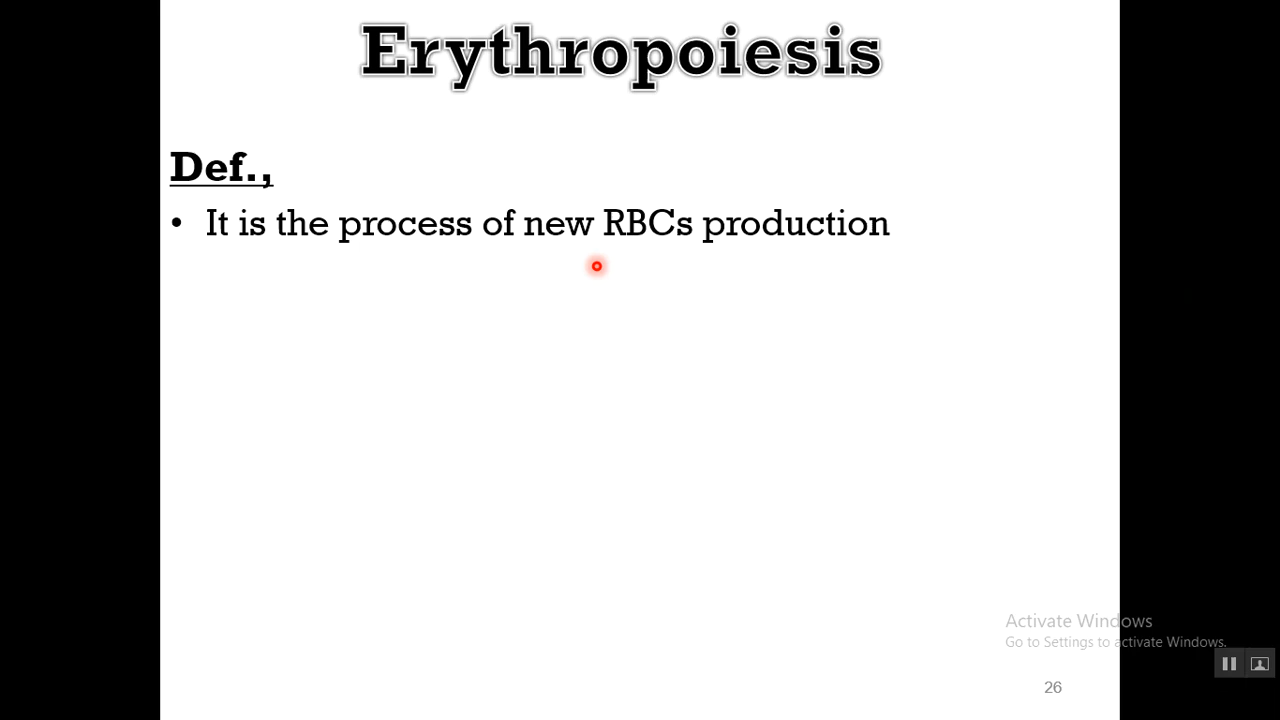 Erythropoiesis
Def.,
• It is the process of new RBCs production
Activate Windows
Go to Settings to activate Windows.
26